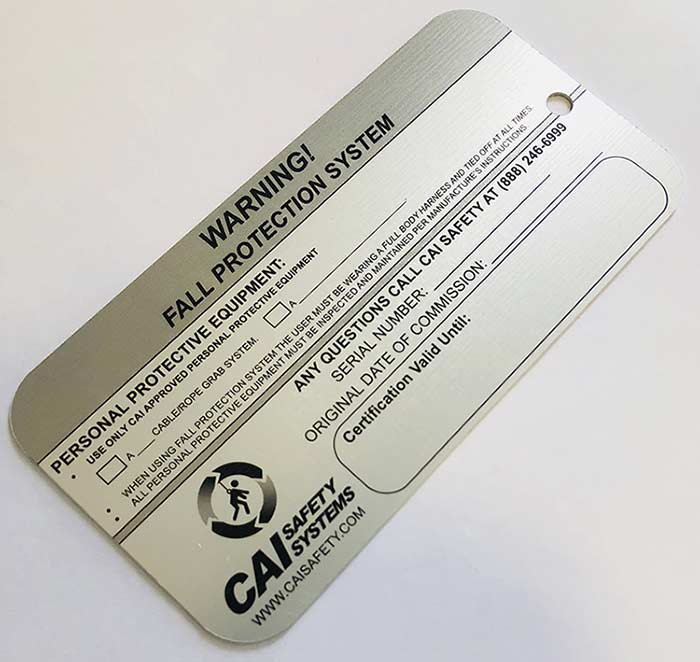 WARNING!
FALL PROTECTION SYSTEM
PERSONAL PROTECTIVE EQUIPMENT:
• USE ONLY CAI APPROVED PERSONAL PROTECTIVE EQUIPMENT
A___ CABLE/ROPE GRAB SYSTEM. A_______________
• WHEN USING FALL PROTECTION SYSTEM THE USER MUST BE WEARING A FULL BODY HARNESS AND TIED OFF AT ALL TIMES.
• ALL PERSONAL PROTECTIVE EQUIPMENT MUST BE INSPECTED AND MAINTAINED PER MANUFACTURE'S INSTRUCTIONS
ANY QUESTIONS CALL CAI SAFETY AT (888) 246-6999
SERIAL NUMBER:
ORIGINAL DATE OF COMMISSION:
Certification Valid Until:
CAI SAFETY
SYSTEMS
WWW.CAISAFETY.COM